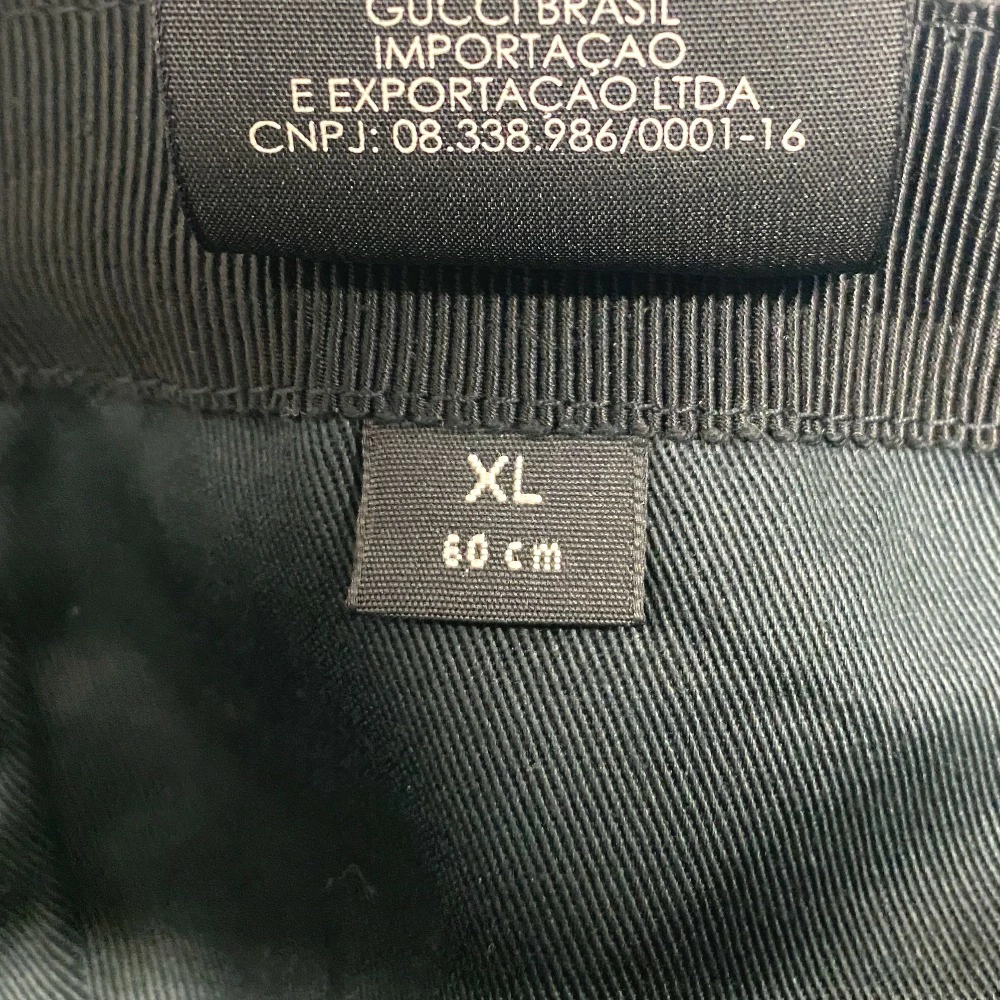 GUCCI BRASIL
IMPORTAÇAO
E EXPORTAÇAO LTDA
CNPJ: 08.338.986/0001-16
XL
60 cm